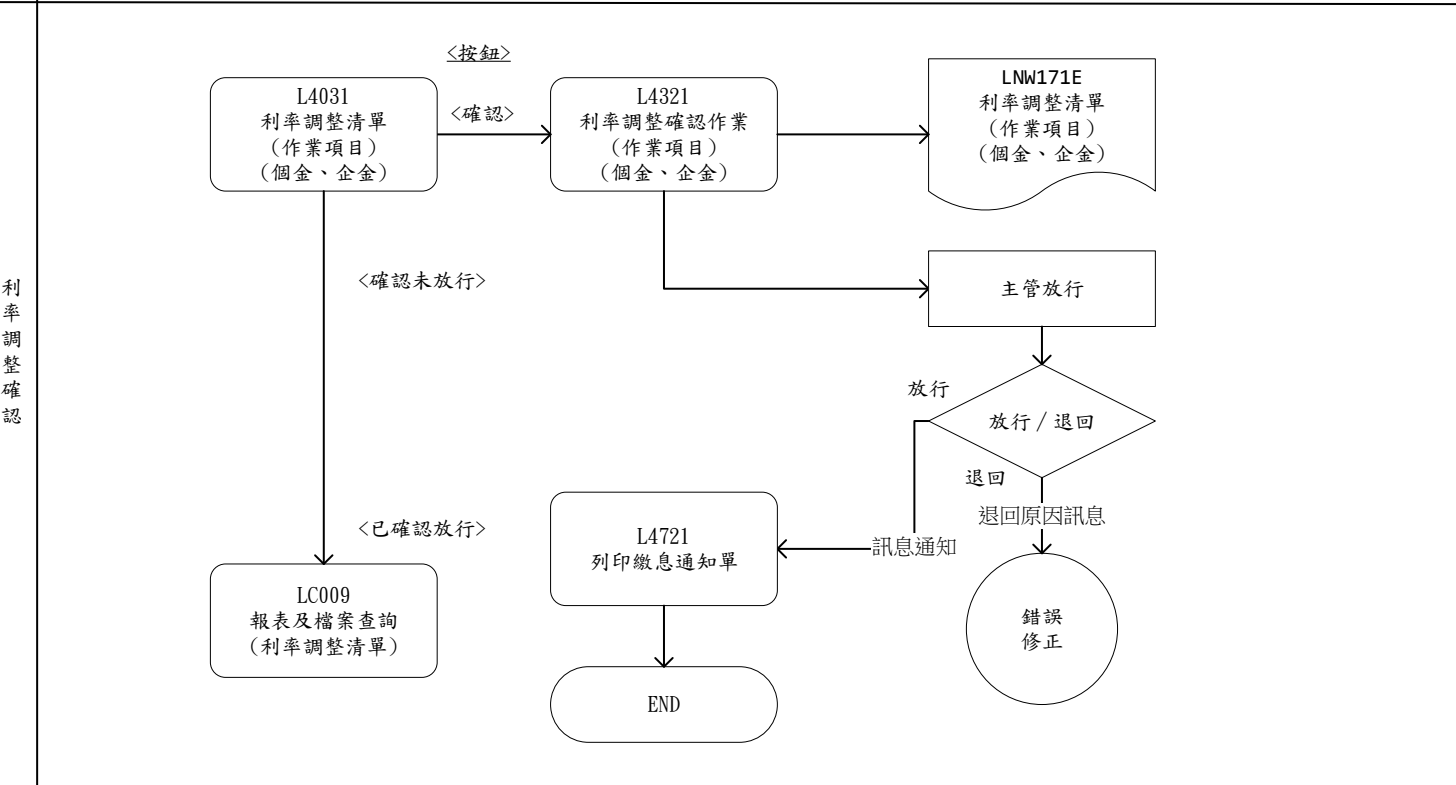 利率調整確認
<按鈕>
L4031
利率調整清單
(作業項目)
(個金、企金)
<確認>
L4321
利率調整確認作業
(作業項目)
(個金、企金)
LNW171E
利率調整清單
(作業項目)
(個金、企金)
<確認未放行>
主管放行
放行
放行/退回
退回
退回原因訊息
<已確認放行>
L4721
列印繳息通知單
訊息通知
LC009
報表及檔案查詢
(利率調整清單)
錯誤
修正
END